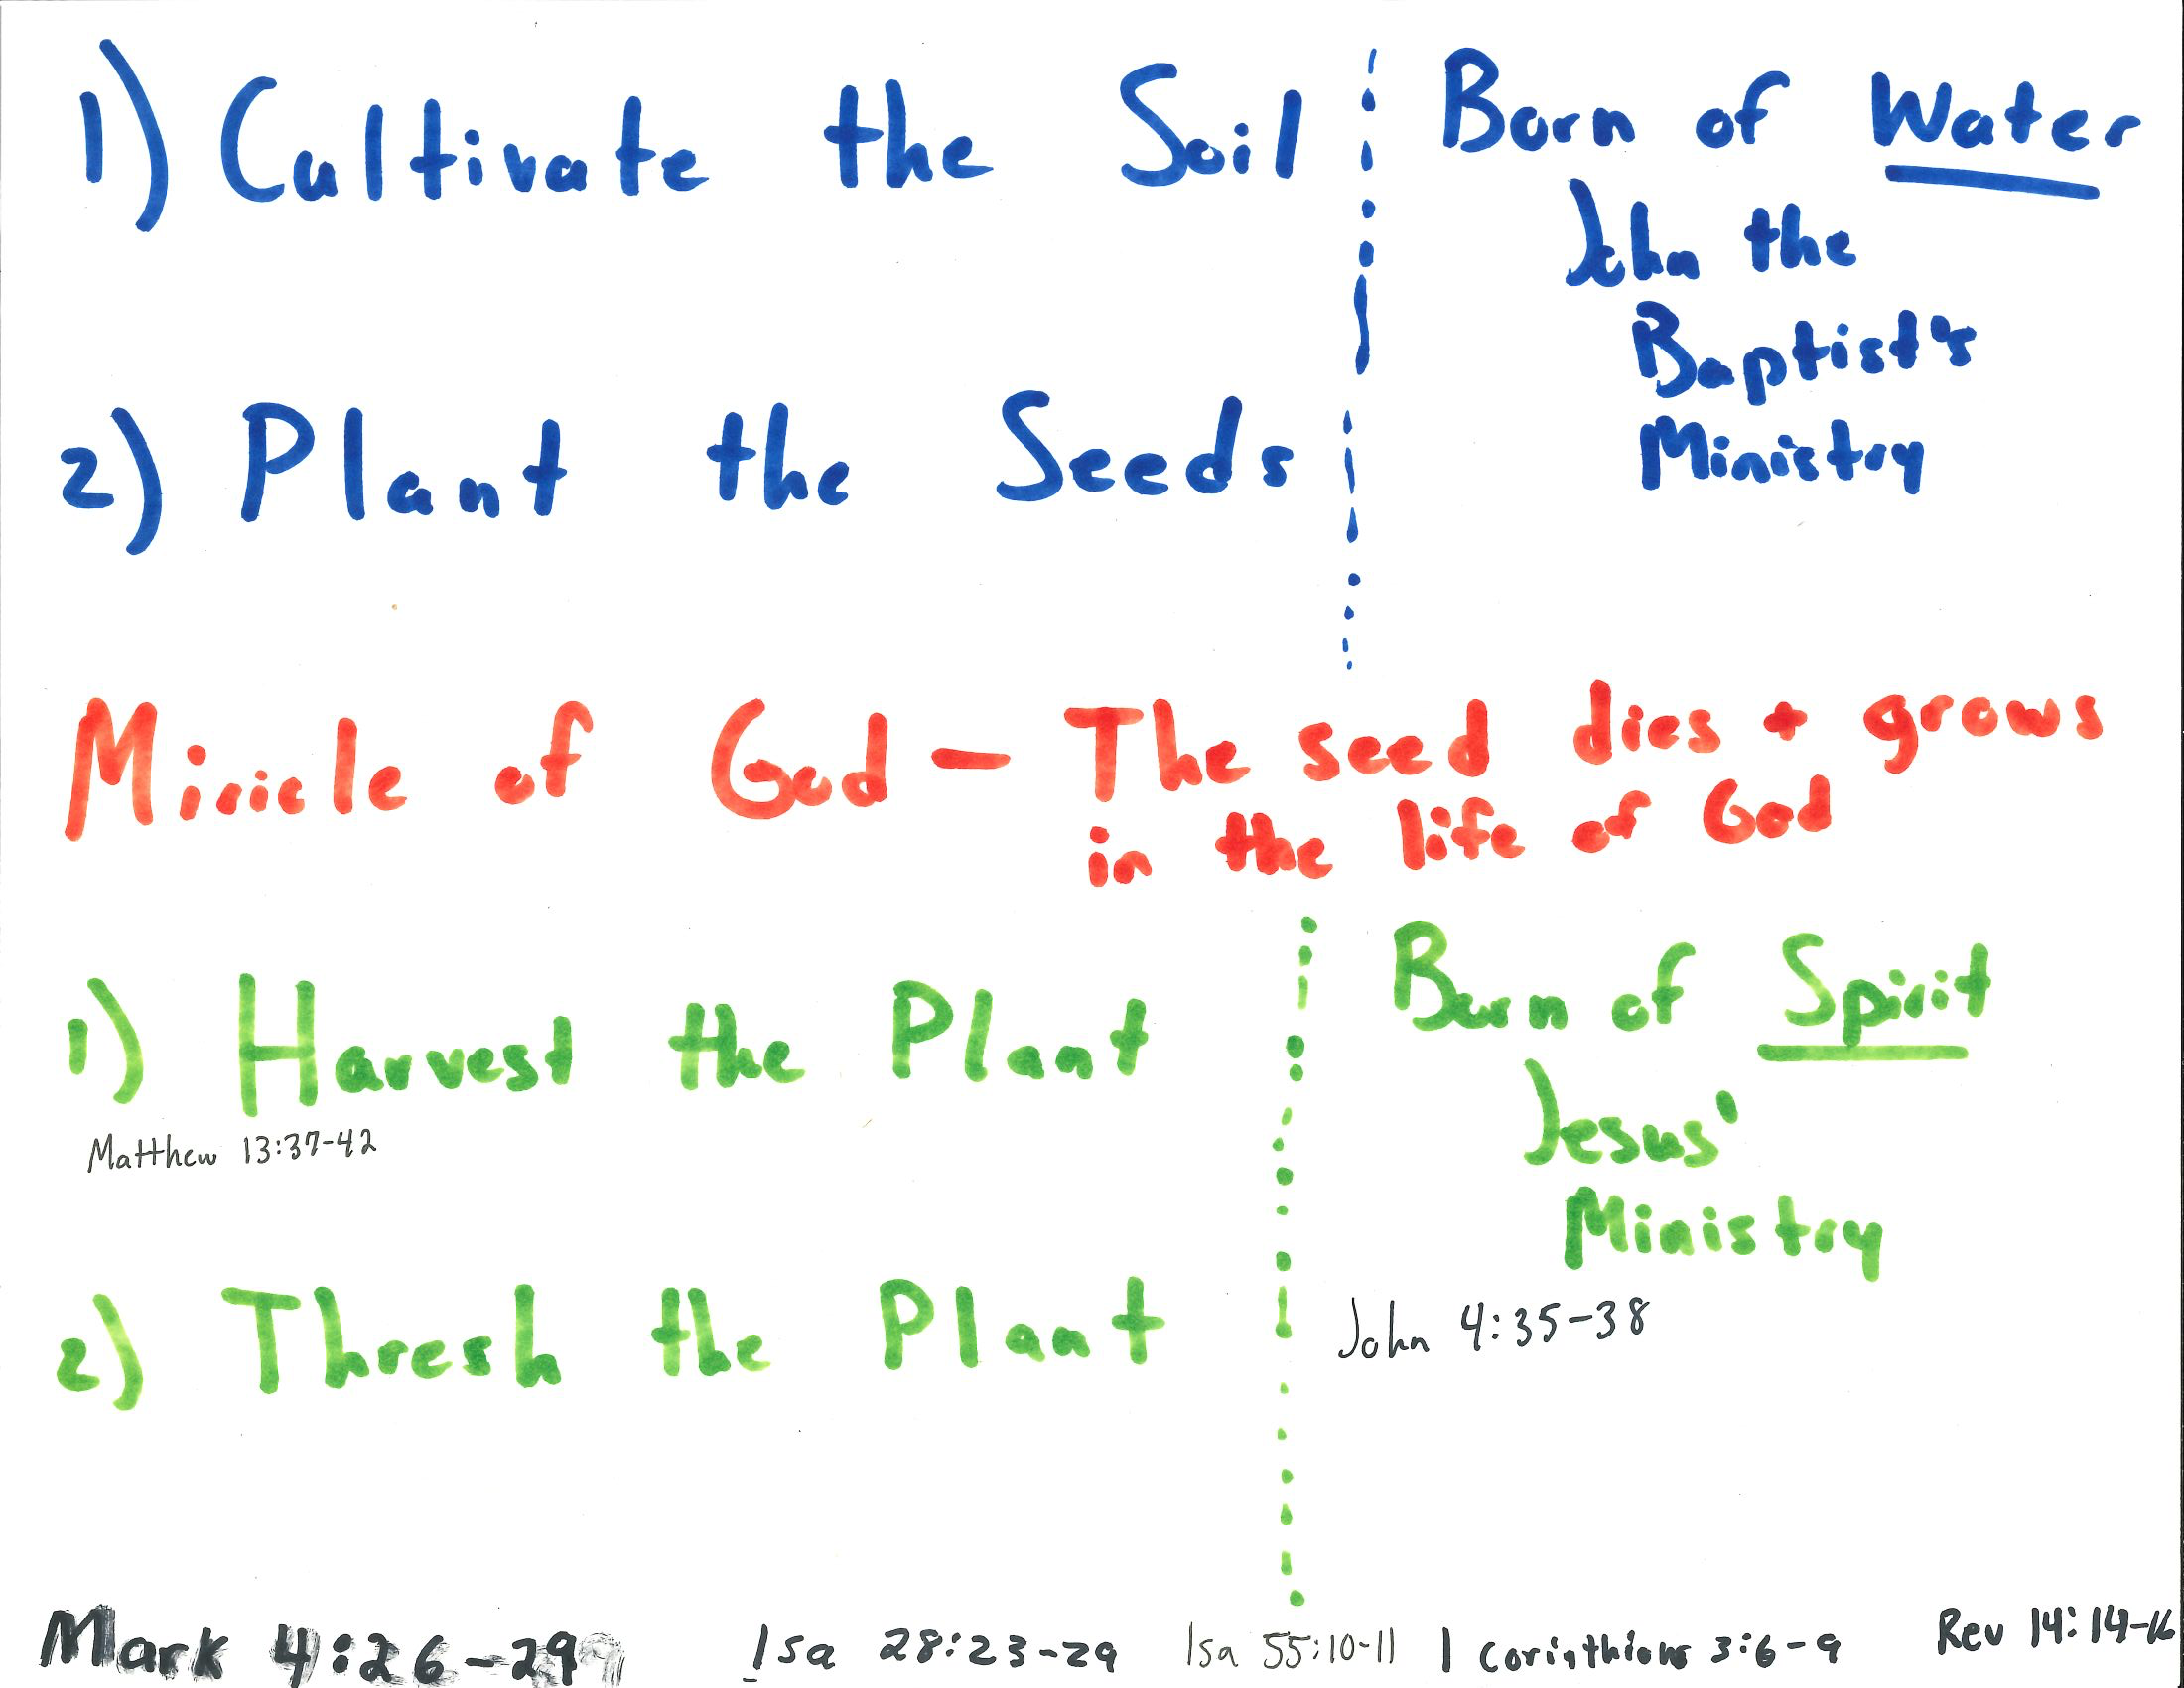 1) Cultivate the Soil
Born of Water
John the
Baptist's
Ministry
2) Plant the Seeds
Miricle of God — The seed dies + grows
in the life of God
1) Harvest the Plant
Matthew 13:37-42
Born of Spirit
Jesus'
Ministry
2) Thresh the Plant
John 4:35-38
Mark 4:26-29
Isa 28:23-29
Isa 55:10-11
1 Corinthians 3:6-9
Rev 14:14-16